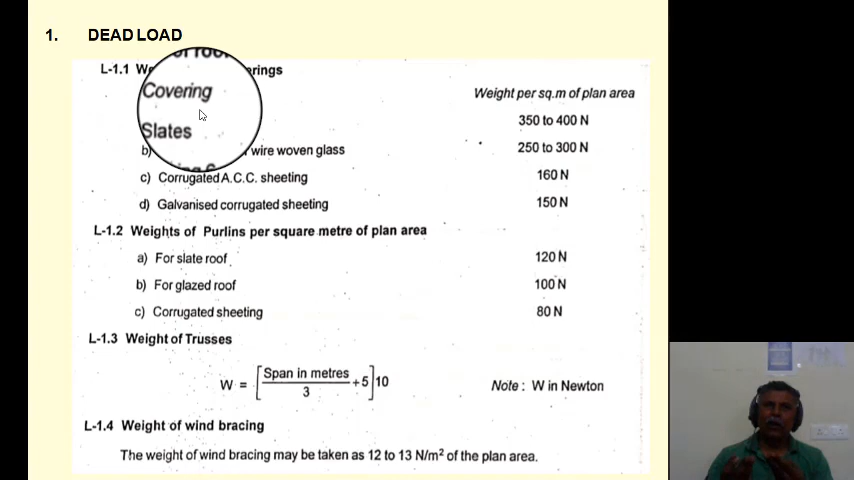 1. DEAD LOAD
L-1.1 We erings
Covering Weight per sq.m of plan area
Slates 350 to 400 N
b) wire woven glass 250 to 300 N
c) Corrugated A.C.C. sheeting 160 N
d) Galvanised corrugated sheeting 150 N
L-1.2 Weights of Purlins per square metre of plan area
a) For slate roof 120 N
b) For glazed roof 100 N
c) Corrugated sheeting 80 N
L-1.3 Weight of Trusses
W = [Span in metres / 3 + 5] 10 Note : W in Newton
L-1.4 Weight of wind bracing
The weight of wind bracing may be taken as 12 to 13 N/m² of the plan area.